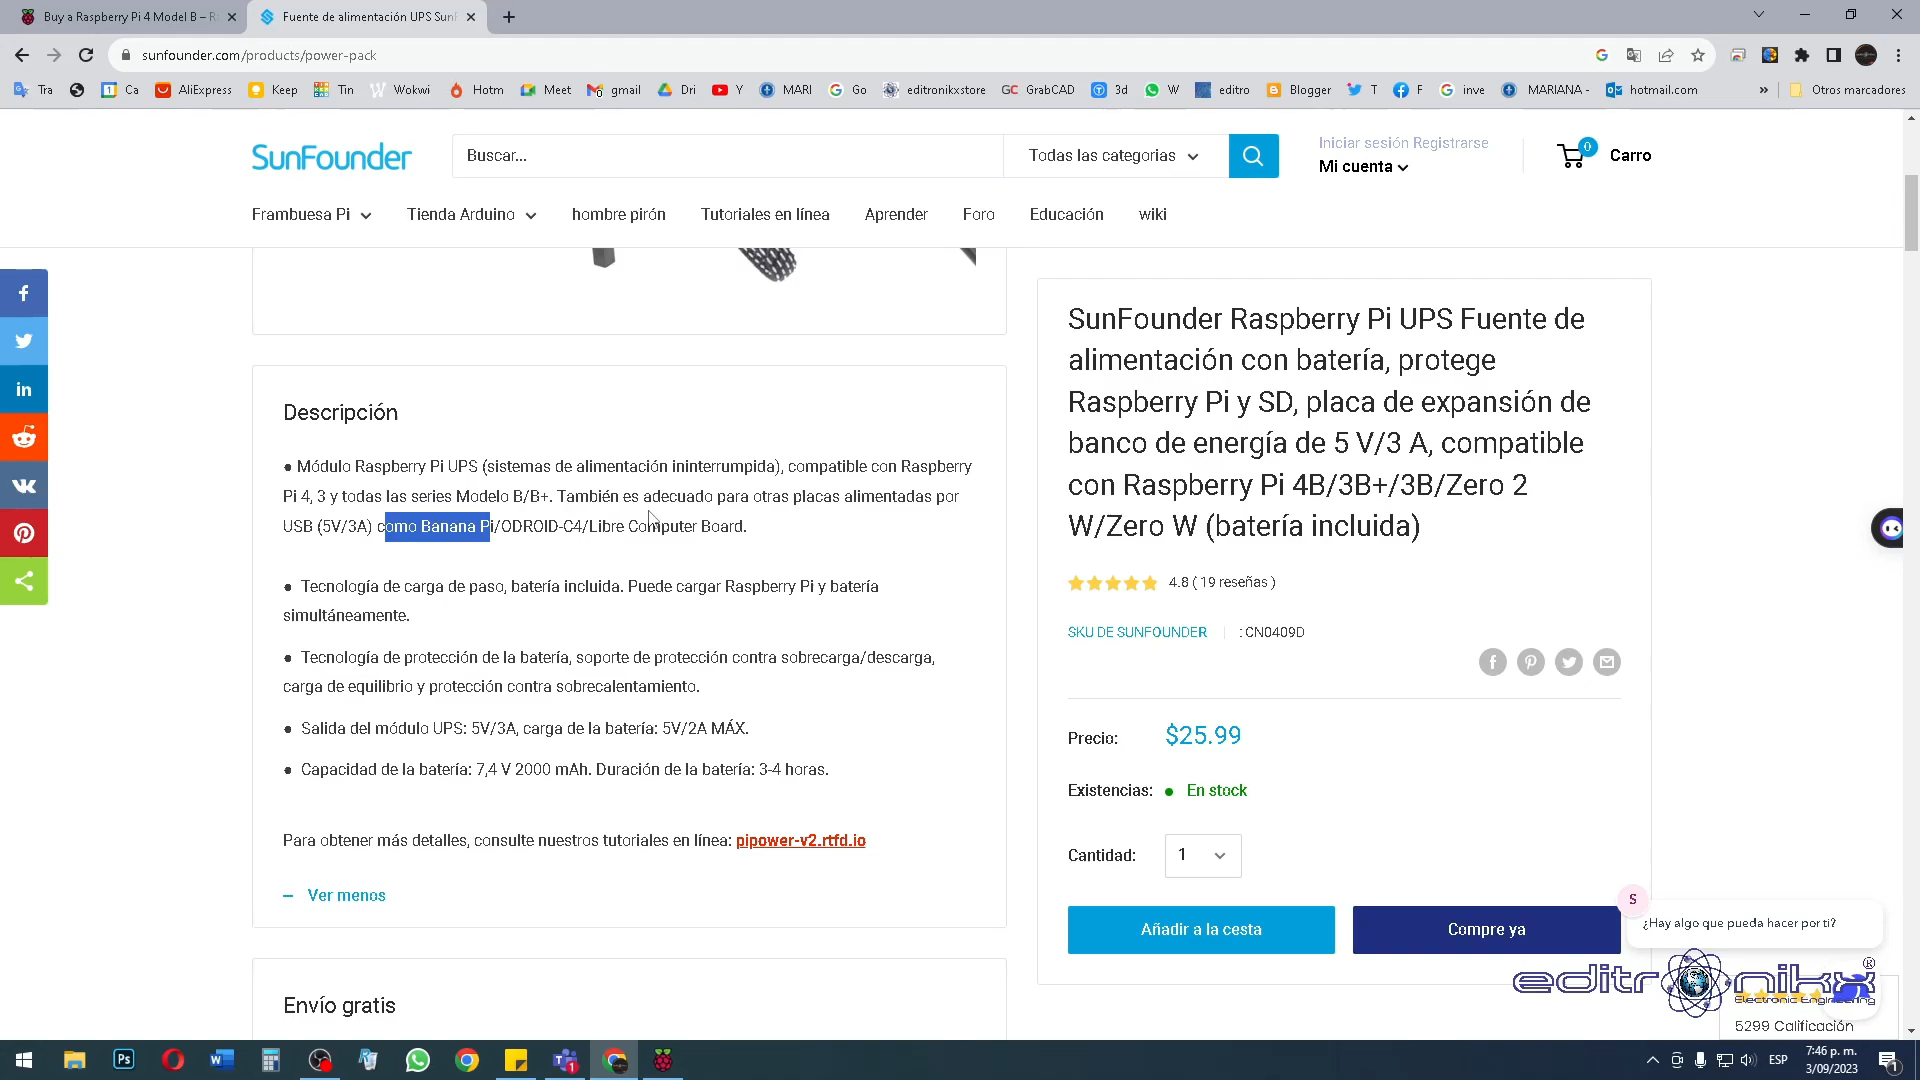 Buy a Raspberry Pi 4 Model B – R
Fuente de alimentación UPS SunF
sunfounder.com/products/power-pack
Tra
Ca
AliExpress
Keep
Tin
Wokwi
Hotm
Meet
gmail
Dri
Y
MARI
Go
editronikxstore
GrabCAD
3d
W
editro
Blogger
T
F
inve
MARIANA -
hotmail.com
»
Otros marcadores
SunFounder
Buscar...
Todas las categorias
Iniciar sesión Registrarse
Mi cuenta
0
Carro
Frambuesa Pi
Tienda Arduino
hombre pirón
Tutoriales en línea
Aprender
Foro
Educación
wiki
Descripción
● Módulo Raspberry Pi UPS (sistemas de alimentación ininterrumpida), compatible con Raspberry
Pi 4, 3 y todas las series Modelo B/B+. También es adecuado para otras placas alimentadas por
USB (5V/3A) como Banana Pi/ODROID-C4/Libre Computer Board.
● Tecnología de carga de paso, batería incluida. Puede cargar Raspberry Pi y batería
simultáneamente.
● Tecnología de protección de la batería, soporte de protección contra sobrecarga/descarga,
carga de equilibrio y protección contra sobrecalentamiento.
● Salida del módulo UPS: 5V/3A, carga de la batería: 5V/2A MÁX.
● Capacidad de la batería: 7,4 V 2000 mAh. Duración de la batería: 3-4 horas.
Para obtener más detalles, consulte nuestros tutoriales en línea: pipower-v2.rtfd.io
– Ver menos
Envío gratis
SunFounder Raspberry Pi UPS Fuente de
alimentación con batería, protege
Raspberry Pi y SD, placa de expansión de
banco de energía de 5 V/3 A, compatible
con Raspberry Pi 4B/3B+/3B/Zero 2
W/Zero W (batería incluida)
4.8 ( 19 reseñas )
SKU DE SUNFOUNDER : CN0409D
Precio: $25.99
Existencias: ● En stock
Cantidad: 1
Añadir a la cesta
Compre ya
S
¿Hay algo que pueda hacer por ti?
editronikx®
Electronic Engineering
5299 Calificación
ESP
7:46 p. m.
3/09/2023